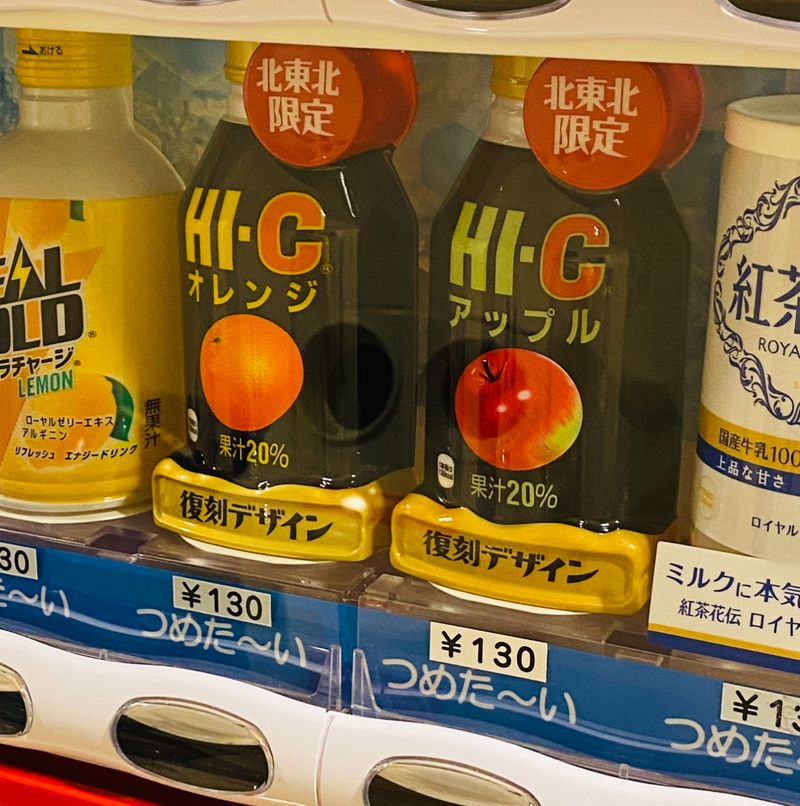 あける
REAL
GOLD
ラチャージ®
LEMON
ローヤルゼリーエキス
アルギニン
リフレッシュ エナジードリンク
無果汁
北東北
限定
HI-C®
オレンジ
果汁20%
復刻デザイン
北東北
限定
HI-C
アップル
果汁20%
復刻デザイン
紅茶
ROYA
国産牛乳100
上品な甘さ
ロイヤル
ミルクに本気
紅茶花伝 ロイヤ
30
た〜い
¥130
つめた〜い
¥130
つめた〜い
¥13
つめた〜